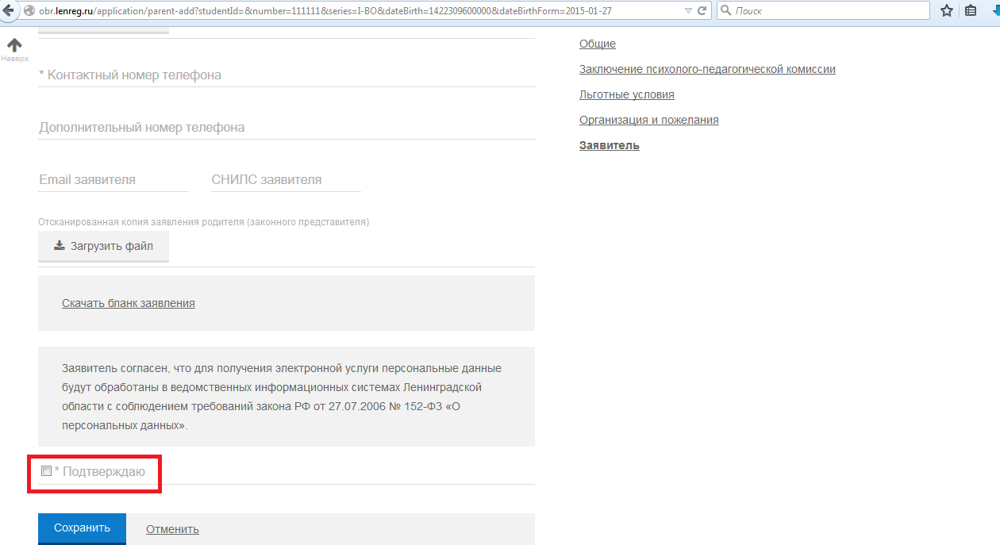 obr.lenreg.ru/application/parent-add?studentId=&number=111111&series=I-BO&dateBirth=1422309600000&dateBirthForm=2015-01-27
Поиск
Наверх
* Контактный номер телефона
Дополнительный номер телефона
Email заявителя СНИЛС заявителя
Отсканированная копия заявления родителя (законного представителя)
Загрузить файл
Скачать бланк заявления
Заявитель согласен, что для получения электронной услуги персональные данные
будут обработаны в ведомственных информационных системах Ленинградской
области с соблюдением требований закона РФ от 27.07.2006 № 152-ФЗ «О
персональных данных».
* Подтверждаю
Сохранить Отменить
Общие
Заключение психолого-педагогической комиссии
Льготные условия
Организация и пожелания
Заявитель